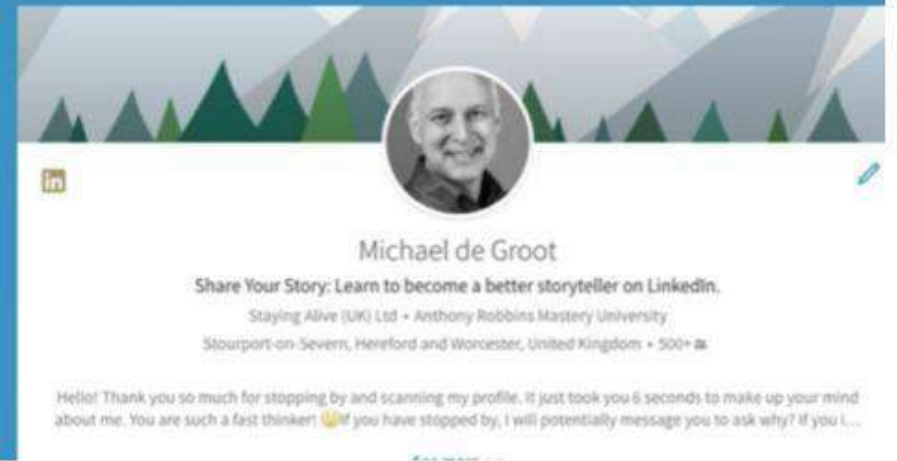 in
Michael de Groot
Share Your Story: Learn to become a better storyteller on LinkedIn.
Staying Alive (UK) Ltd • Anthony Robbins Mastery University
Stourport-on-Severn, Hereford and Worcester, United Kingdom • 500+
Hello! Thank you so much for stopping by and scanning my profile. It just took you 6 seconds to make up your mind
about me. You are such a fast thinker! 😀If you have stopped by, I will potentially message you to ask why? If you i...
See more